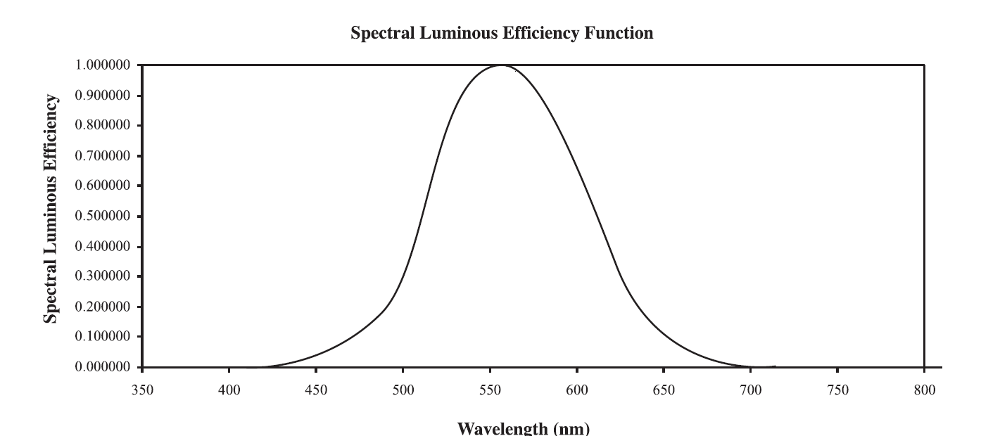 Spectral Luminous Efficiency Function
1.000000
0.900000
0.800000
0.700000
0.600000
0.500000
0.400000
0.300000
0.200000
0.100000
0.000000
Spectral Luminous Efficiency
350 400 450 500 550 600 650 700 750 800
Wavelength (nm)